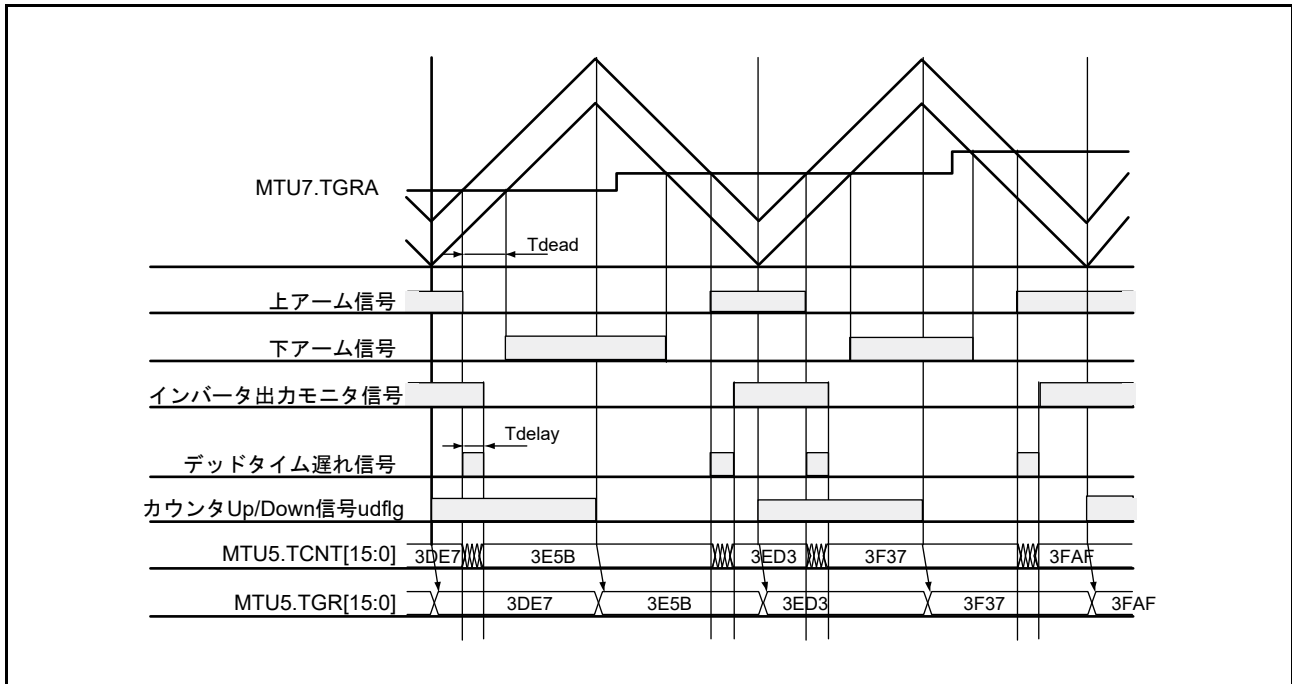 MTU7.TGRA
Tdead
上アーム信号
下アーム信号
インバータ出力モニタ信号
Tdelay
デッドタイム遅れ信号
カウンタUp/Down信号udflg
MTU5.TCNT[15:0] 3DE7 3E5B 3ED3 3F37 3FAF
MTU5.TGR[15:0] 3DE7 3E5B 3ED3 3F37 3FAF